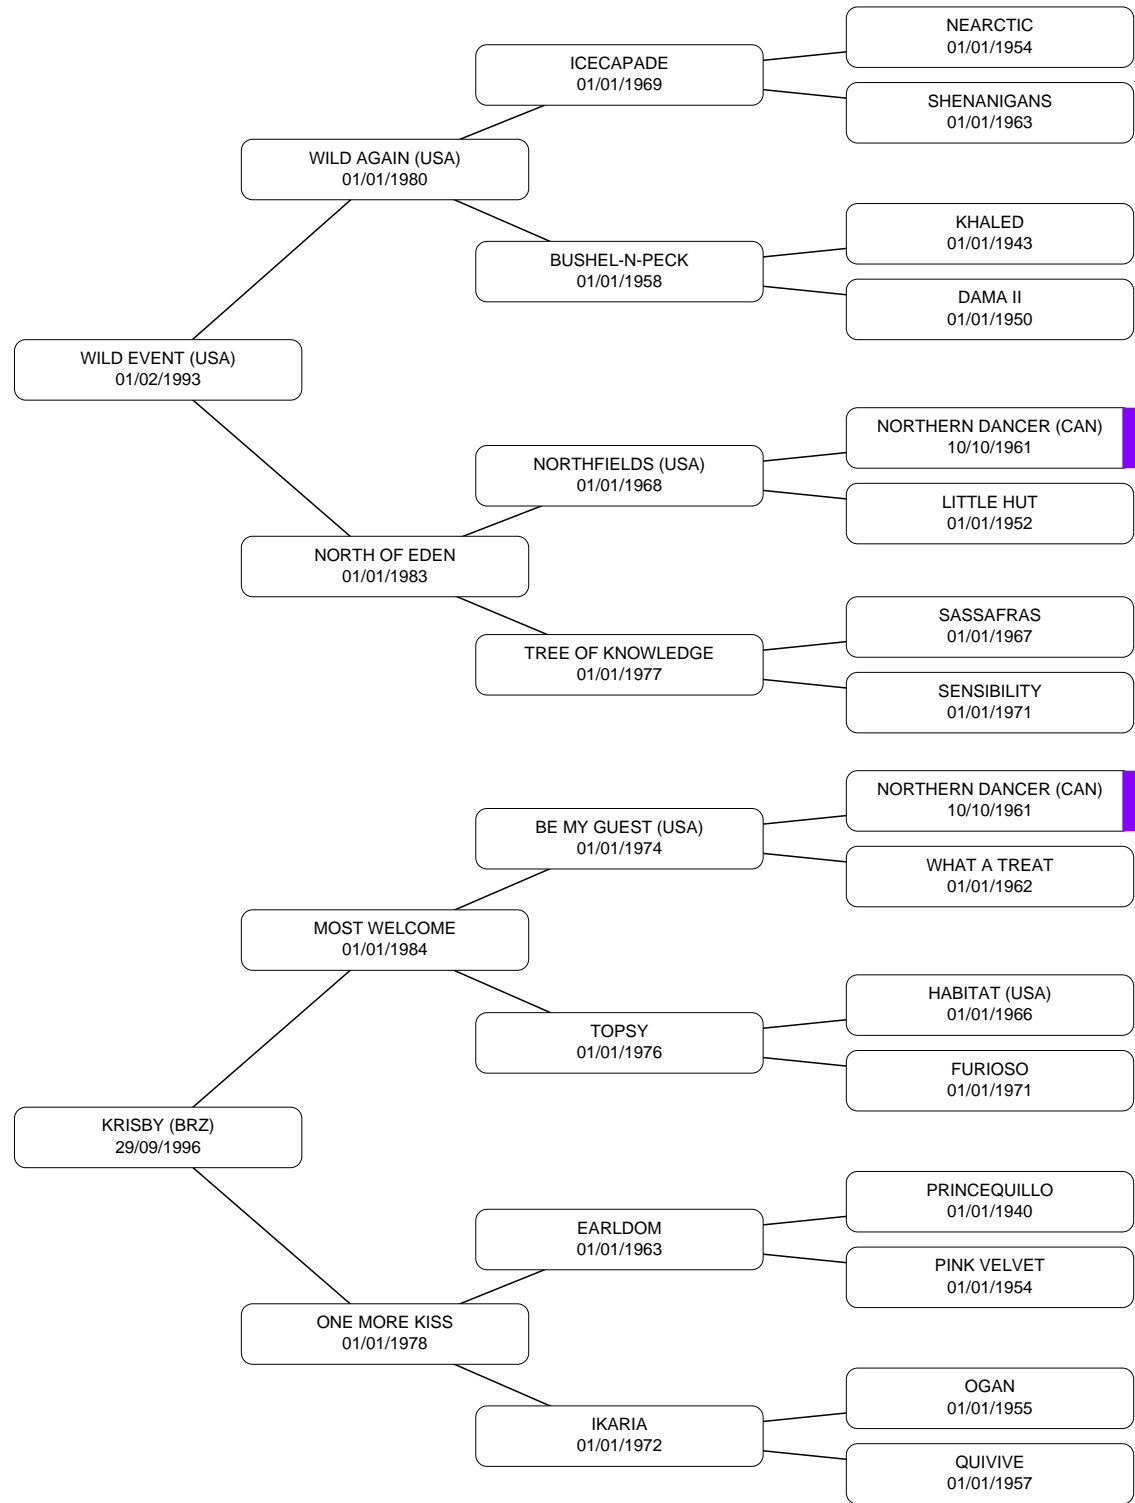 NEARCTIC
01/01/1954
ICECAPADE
01/01/1969
SHENANIGANS
01/01/1963
WILD AGAIN (USA)
01/01/1980
KHALED
01/01/1943
BUSHEL-N-PECK
01/01/1958
DAMA II
01/01/1950
WILD EVENT (USA)
01/02/1993
NORTHERN DANCER (CAN)
10/10/1961
NORTHFIELDS (USA)
01/01/1968
LITTLE HUT
01/01/1952
NORTH OF EDEN
01/01/1983
SASSAFRAS
01/01/1967
TREE OF KNOWLEDGE
01/01/1977
SENSIBILITY
01/01/1971
NORTHERN DANCER (CAN)
10/10/1961
BE MY GUEST (USA)
01/01/1974
WHAT A TREAT
01/01/1962
MOST WELCOME
01/01/1984
HABITAT (USA)
01/01/1966
TOPSY
01/01/1976
FURIOSO
01/01/1971
KRISBY (BRZ)
29/09/1996
PRINCEQUILLO
01/01/1940
EARLDOM
01/01/1963
PINK VELVET
01/01/1954
ONE MORE KISS
01/01/1978
OGAN
01/01/1955
IKARIA
01/01/1972
QUIVIVE
01/01/1957